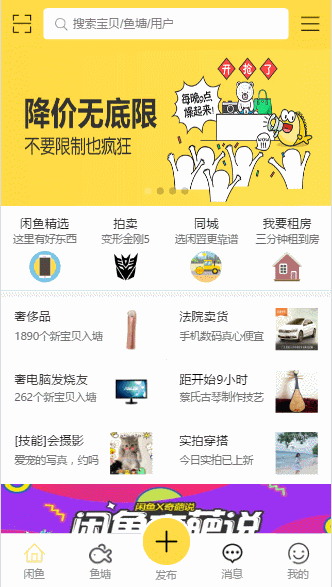 搜索宝贝/鱼塘/用户
开抢了
每晚9点
燥起来!
降价无底限
不要限制也疯狂
WOW!
闲鱼精选 拍卖 同城 我要租房
这里有好东西 变形金刚5 选闲置更靠谱 三分钟租到房
奢侈品 法院卖货
1890个新宝贝入塘 手机数码真心便宜
奢电脑发烧友 距开始9小时
262个新宝贝入塘 蔡氏古琴制作技艺
[技能]会摄影 实拍穿搭
爱宠的写真,约吗 今日实拍已上新
闲鱼X奇葩说
闲鱼奇葩说
闲鱼 鱼塘 发布 消息 我的